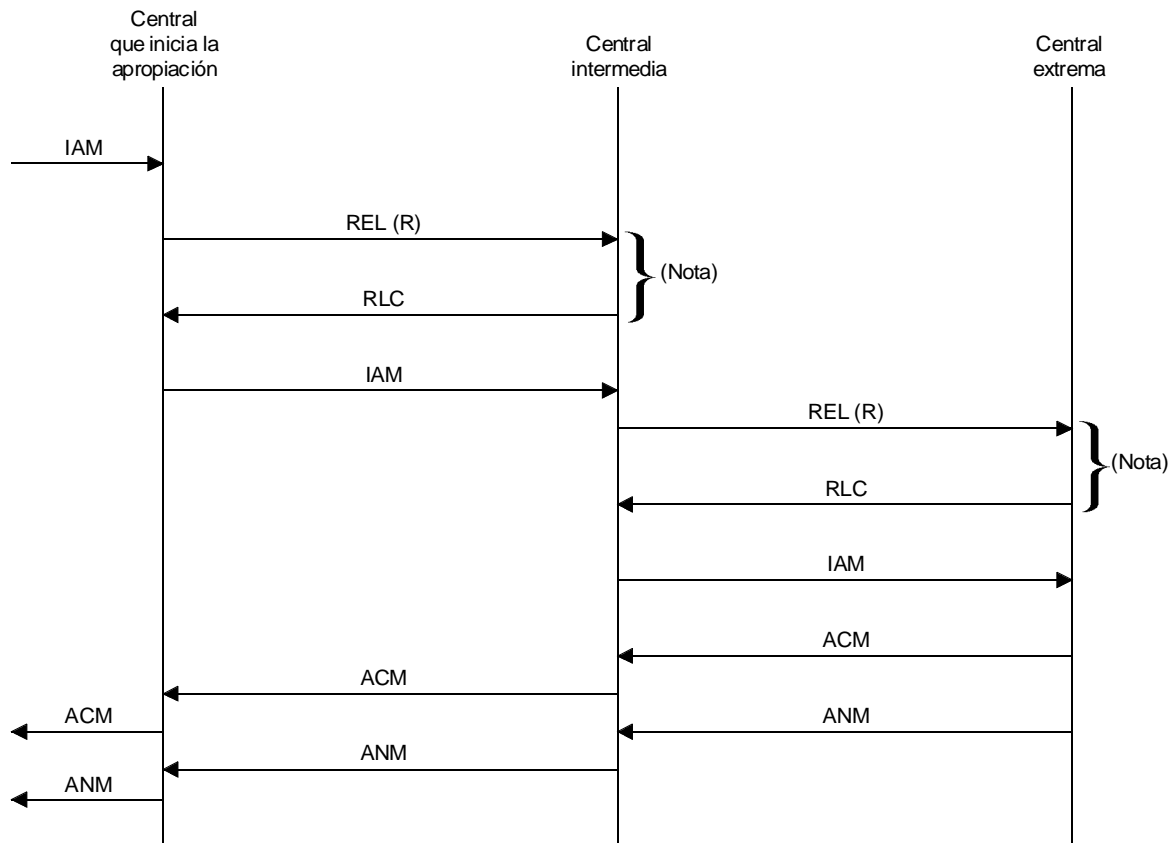 Central
que inicia la
apropiación
Central
intermedia
Central
extrema
IAM
REL (R)
(Nota)
RLC
IAM
REL (R)
(Nota)
RLC
IAM
ACM
ACM
ACM
ANM
ANM
ANM